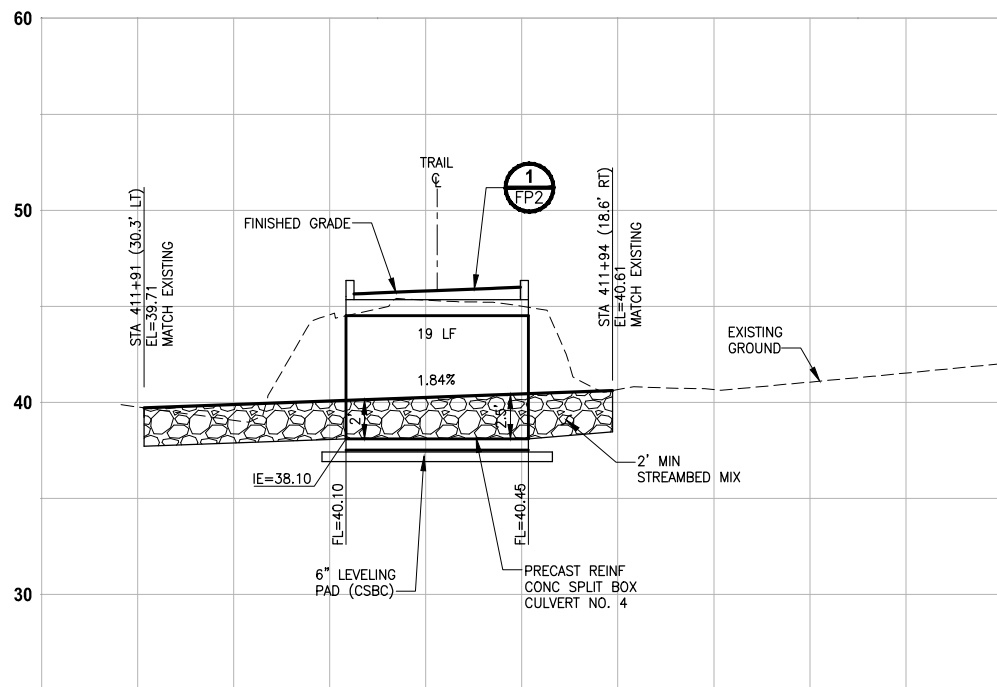 60
50
40
30
STA 411+91 (30.3' LT)
EL=39.71
MATCH EXISTING
TRAIL
℄
1
FP2
FINISHED GRADE
STA 411+94 (18.6' RT)
EL=40.61
MATCH EXISTING
19 LF
1.84%
EXISTING
GROUND
2'
2.5'
2' MIN
STREAMBED MIX
IE=38.10
FL=40.10
FL=40.45
6" LEVELING
PAD (CSBC)
PRECAST REINF
CONC SPLIT BOX
CULVERT NO. 4